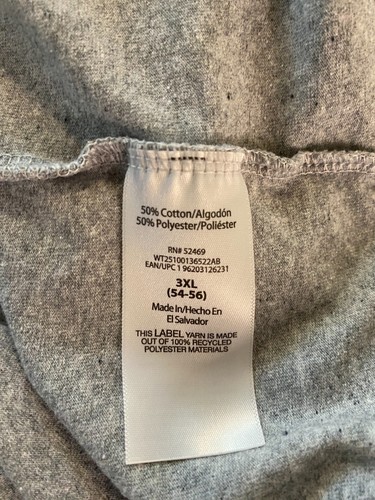 50% Cotton/Algodón
50% Polyester/Poliéster
RN# 52469
WT25100136522AB
EAN/UPC 1 96203126231
3XL
(54-56)
Made in/Hecho En
El Salvador
THIS LABEL YARN IS MADE
OUT OF 100% RECYCLED
POLYESTER MATERIALS